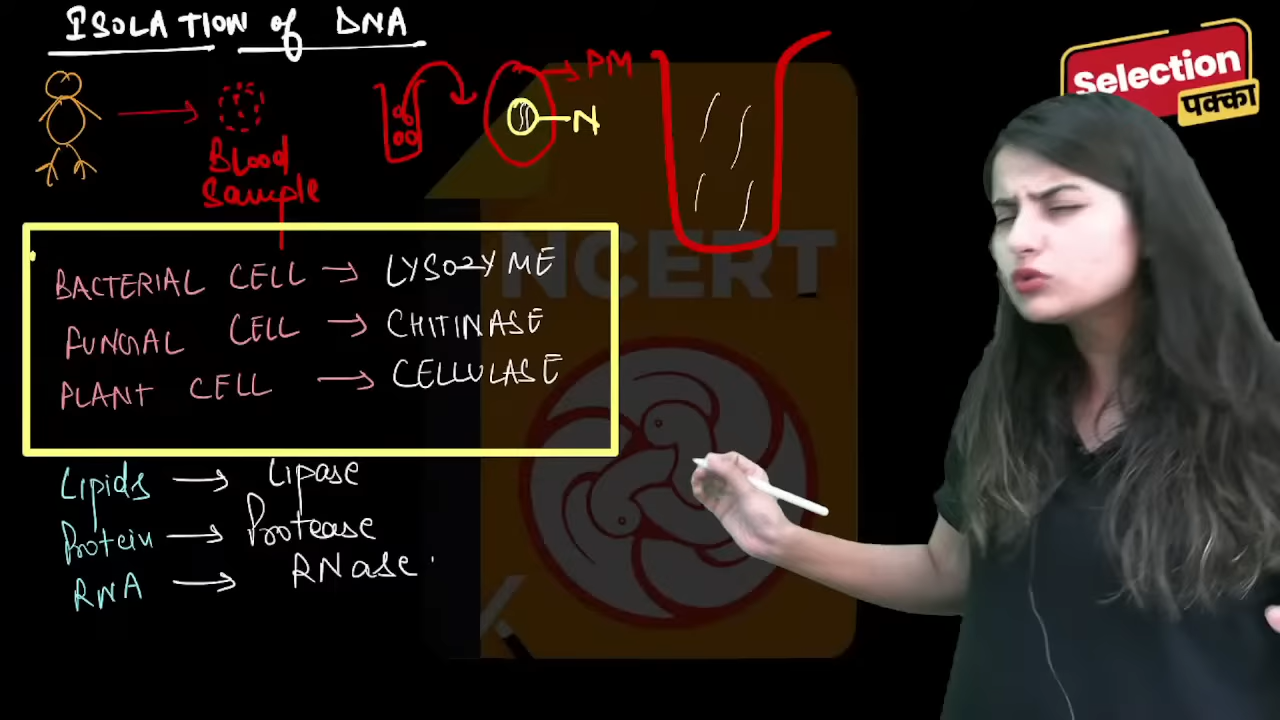 ISOLATION of DNA
PM
N
Blood
Sample
Selection
पक्का
NCERT
BACTERIAL CELL → LYSOZYME
FUNGAL CELL → CHITINASE
PLANT CELL → CELLULASE
Lipids → Lipase
Protein → Protease
RNA → RNase